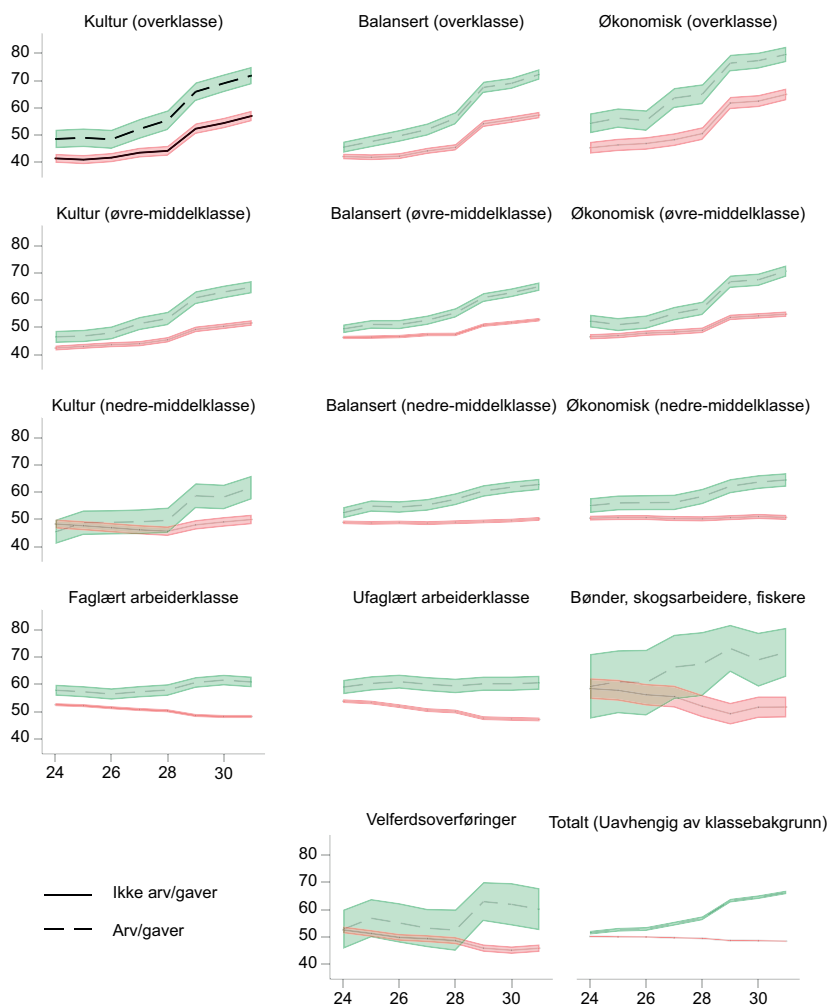 Kultur (overklasse)
Balansert (overklasse)
Økonomisk (overklasse)
80
70
60
50
40
Kultur (øvre-middelklasse)
Balansert (øvre-middelklasse)
Økonomisk (øvre-middelklasse)
80
70
60
50
40
Kultur (nedre-middelklasse)
Balansert (nedre-middelklasse)
Økonomisk (nedre-middelklasse)
80
70
60
50
40
Faglært arbeiderklasse
Ufaglært arbeiderklasse
Bønder, skogsarbeidere, fiskere
80
70
60
50
40
24 26 28 30
Velferdsoverføringer
Totalt (Uavhengig av klassebakgrunn)
80
70
60
50
40
24 26 28 30
24 26 28 30
Ikke arv/gaver
Arv/gaver